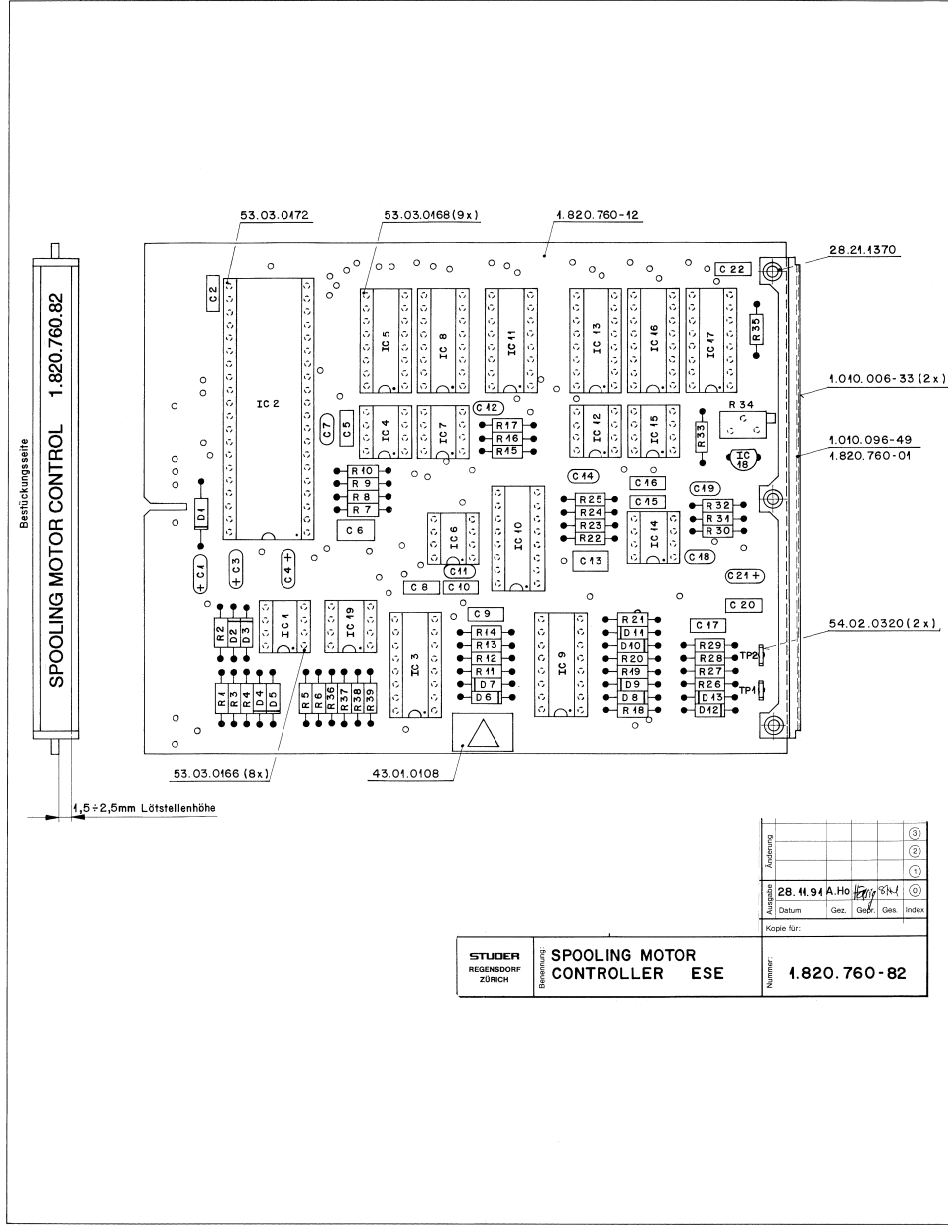 53.03.0172
53.03.0168 (9x)
1.820.760-12
28.21.1370
1.010.006-33 (2x)
1.010.096-49
1.820.760-01
54.02.0320 (2x)
53.03.0166 (8x)
43.01.0108
Bestückungsseite
SPOOLING MOTOR CONTROL 1.820.760.82
1,5÷2,5mm Lötstellenhöhe
C 2
IC 2
IC 5
IC 8
IC 11
IC 13
IC 16
IC 17
C 22
R 35
R 34
C 7
C 5
IC 4
IC 7
C 12
R 17
R 16
R 15
IC 12
IC 15
R 33
IC 18
R 10
R 9
R 8
R 7
C 6
IC 6
C 11
IC 10
C 14
R 25
R 24
R 23
R 22
C 13
C 16
C 15
IC 14
C 19
R 32
R 31
R 30
C 18
C 21 +
C 20
D 1
+ C 1
+ C 3
C 4 +
C 8
C 10
C 9
R 2
D 2
D 3
IC 1
IC 19
IC 3
R 14
R 13
R 12
R 11
D 7
D 6
IC 9
R 21
D 11
D 10
R 20
R 19
D 9
D 8
R 18
C 17
R 29
R 28
R 27
R 26
D 13
D 12
TP2
TP1
R 1
R 3
R 4
D 4
D 5
R 5
R 6
R 36
R 37
R 38
R 39
Änderung
3
2
1
Ausgabe
28.11.91 A.Ho
0
Datum Gez. Gepr. Ges. Index
Kopie für:
STUDER
REGENSDORF
ZÜRICH
Benennung:
SPOOLING MOTOR
CONTROLLER ESE
Nummer:
1.820.760-82